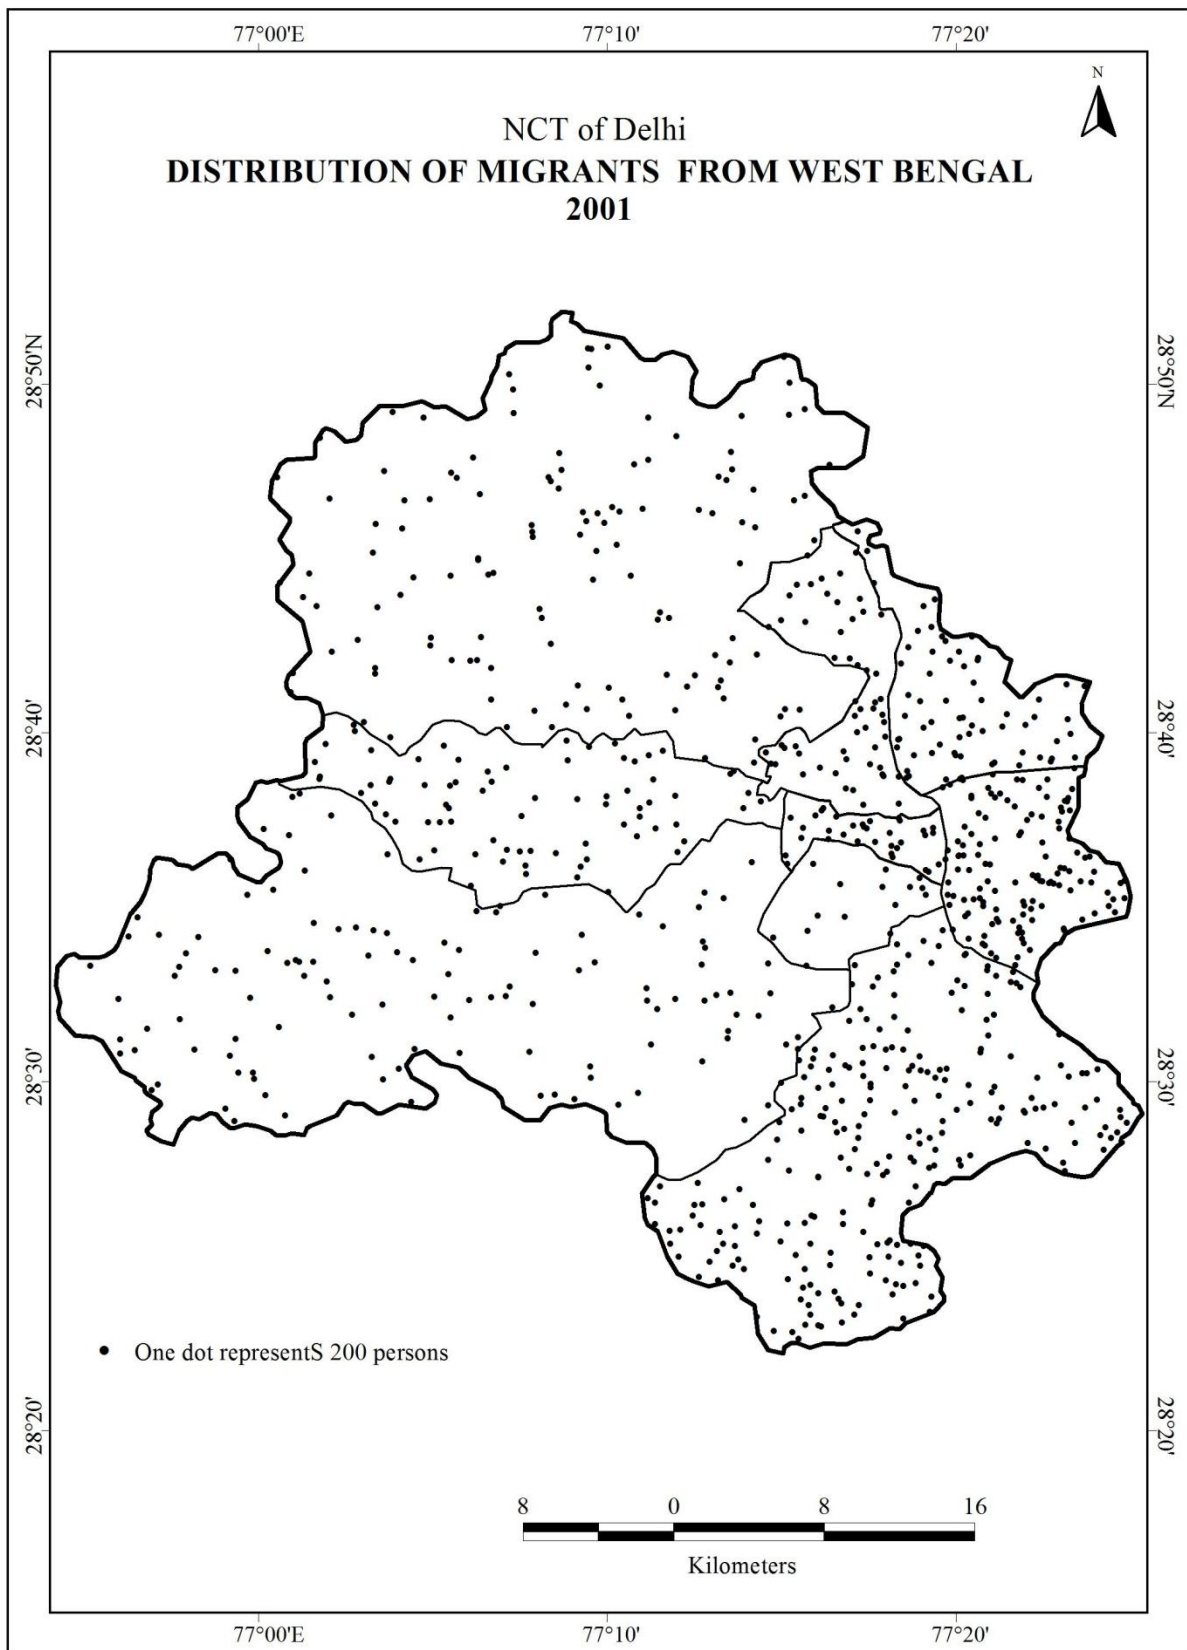 77°00'E 77°10' 77°20'
N
NCT of Delhi
DISTRIBUTION OF MIGRANTS FROM WEST BENGAL
2001
28°50'N 28°50'N
28°40' 28°40'
28°30' 28°30'
One dot representS 200 persons
28°20' 28°20'
8 0 8 16
Kilometers
77°00'E 77°10' 77°20'